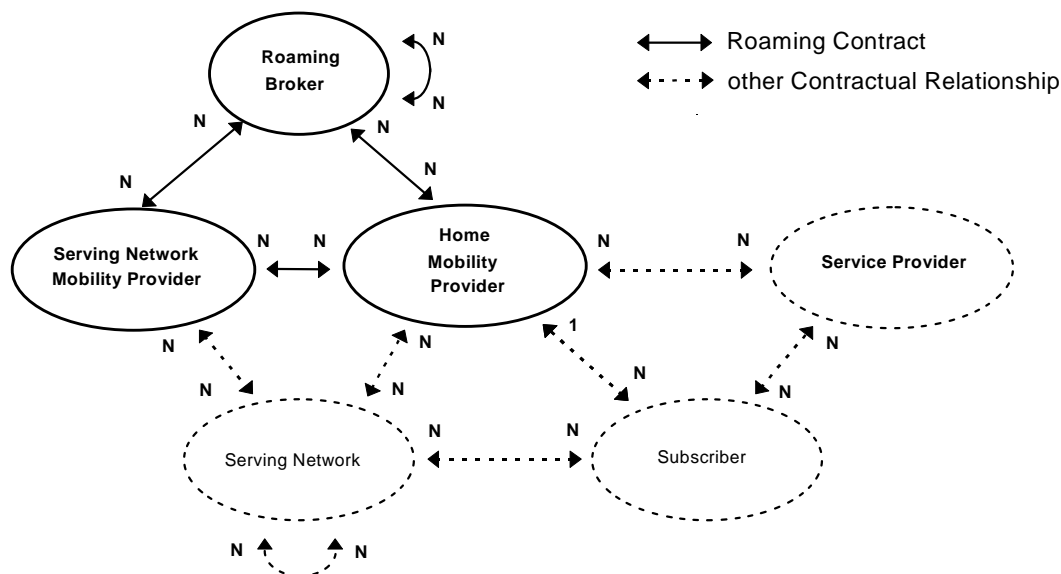 N
Roaming Contract
Roaming
Broker
other Contractual Relationship
N
N
N
N
N
Home
Mobility
Provider
Serving Network
Mobility Provider
N
N
N
N
Service Provider
1
N
N
N
N
N
N
N
N
N
N
Serving Network
Subscriber
N
N